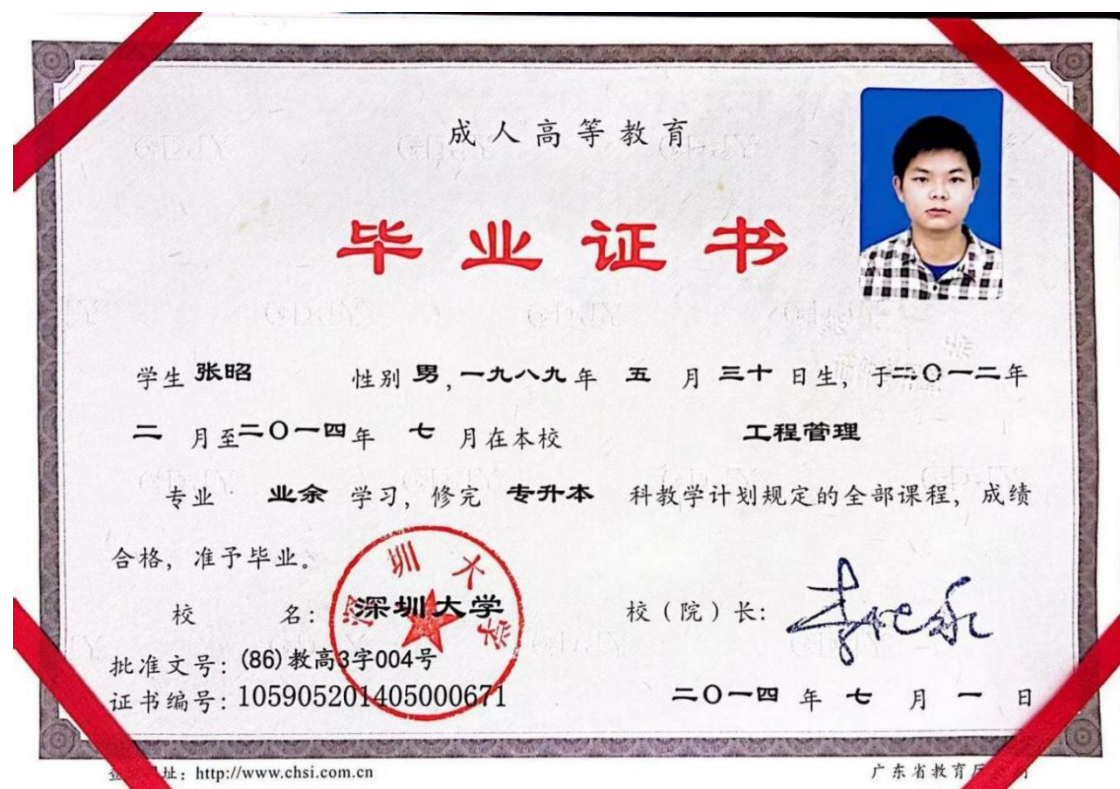 成人高等教育
毕业证书
学生 张昭 性别 男，一九八九 年 五 月 三十 日生，于二〇一二年
二 月至二〇一四年 七 月在本校 工程管理
专业 业余 学习，修完 专升本 科教学计划规定的全部课程，成绩
合格，准予毕业。
深圳大学
校 名：深圳大学 校（院）长：
批准文号：(86)教高3字004号
证书编号：105905201405000671 二〇一四 年 七 月 一 日
址：http://www.chsi.com.cn 广东省教育厅